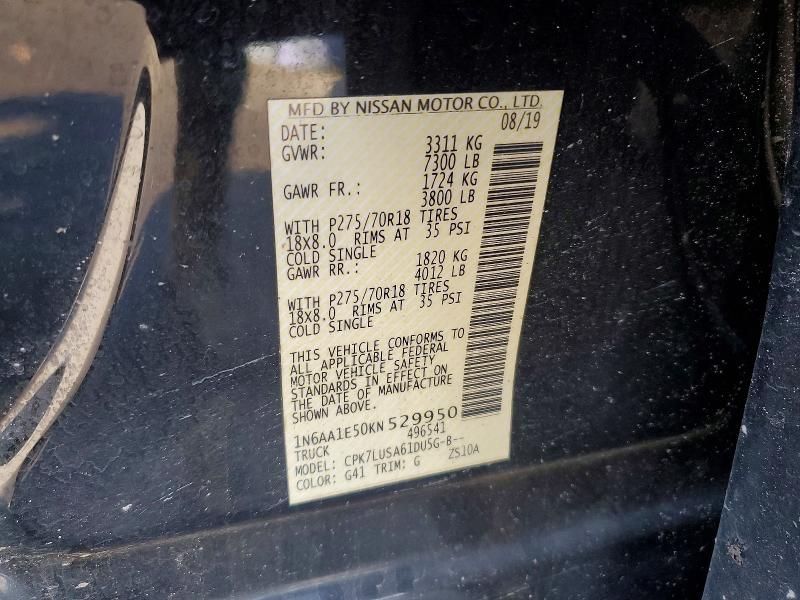 MFD BY NISSAN MOTOR CO., LTD.
DATE: 08/19
GVWR: 3311 KG
7300 LB
GAWR FR.: 1724 KG
3800 LB
WITH P275/70R18 TIRES
18X8.0 RIMS AT 35 PSI
COLD SINGLE
GAWR RR.: 1820 KG
4012 LB
WITH P275/70R18 TIRES
18X8.0 RIMS AT 35 PSI
COLD SINGLE
THIS VEHICLE CONFORMS TO
ALL APPLICABLE FEDERAL
MOTOR VEHICLE SAFETY
STANDARDS IN EFFECT ON
THE DATE OF MANUFACTURE
SHOWN ABOVE.
1N6AA1E50KN529950
TRUCK 496541
MODEL: CPK7LUSA61DU5G-B--
COLOR: G41 TRIM: G ZS10A